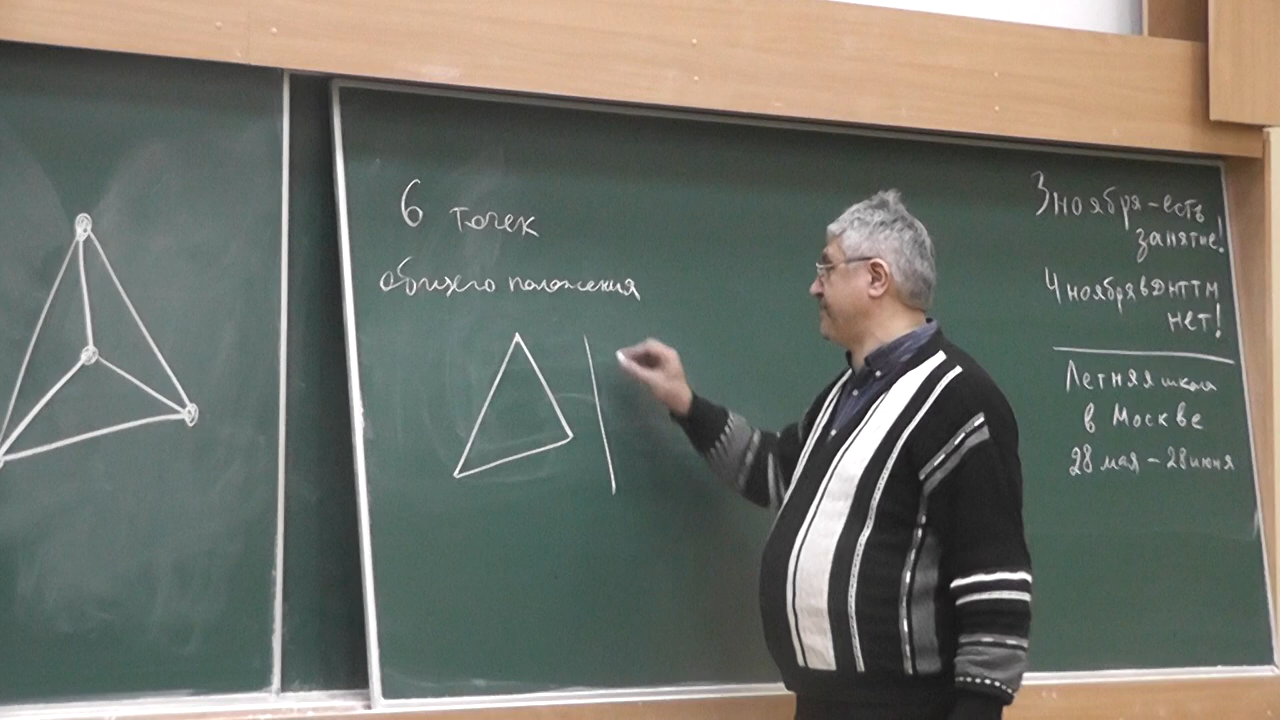 6 точек
общего положения
3 ноября – есть
занятие!
4 ноября в ДНТТМ
нет!
Летняя школа
в Москве
28 мая – 28 июня